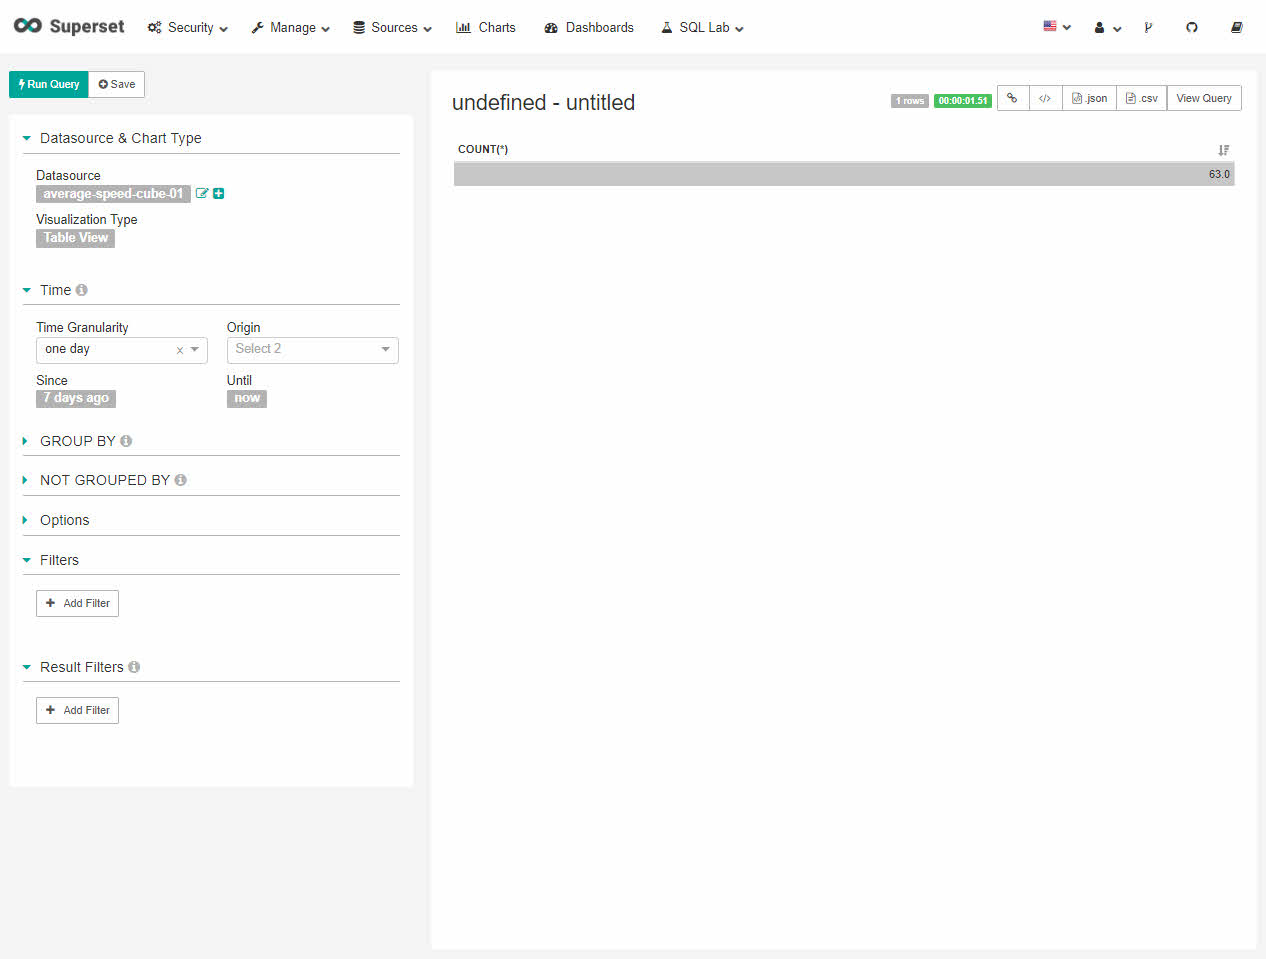 Superset Security Manage Sources Charts Dashboards SQL Lab
Run Query Save
Datasource & Chart Type
Datasource
average-speed-cube-01
Visualization Type
Table View
Time
Time Granularity Origin
one day x Select 2
Since Until
7 days ago now
GROUP BY
NOT GROUPED BY
Options
Filters
+ Add Filter
Result Filters
+ Add Filter
undefined - untitled 1 rows 00:00:01.51 </> .json .csv View Query
COUNT(*)
63.0